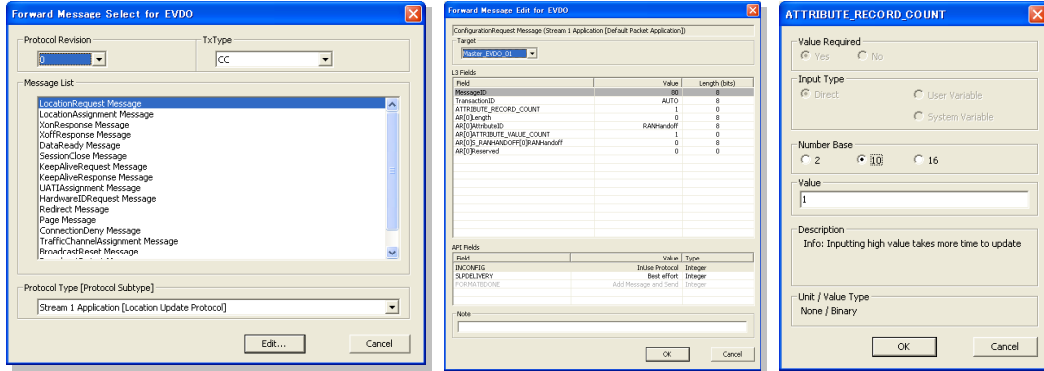 Forward Message Select for EVDO
Protocol Revision
0
TxType
CC
Message List
LocationRequest Message
LocationAssignment Message
XonResponse Message
XoffResponse Message
DataReady Message
SessionClose Message
KeepAliveRequest Message
KeepAliveResponse Message
UATIAssignment Message
HardwareIDRequest Message
Redirect Message
Page Message
ConnectionDeny Message
TrafficChannelAssignment Message
BroadcastReset Message
Protocol Type [Protocol Subtype]
Stream 1 Application [Location Update Protocol]
Edit...
Cancel
Forward Message Edit for EVDO
ConfigurationRequest Message (Stream 1 Application [Default Packet Application])
Target
Master_EVDO_01
L3 Fields
Field Value Length (bits)
MessageID 80 8
TransactionID AUTO 8
ATTRIBUTE_RECORD_COUNT 1 0
AR[0]Length 0 8
AR[0]AttributeID RANHandoff 8
AR[0]ATTRIBUTE_VALUE_COUNT 1 0
AR[0]S_RANHANDOFF[0]RANHandoff 0 8
AR[0]Reserved 0 0
API Fields
Field Value Type
INCONFIG InUse Protocol Integer
SLPDELIVERY Best effort Integer
FORMATBDONE Add Message and Send Integer
Note
OK
Cancel
ATTRIBUTE_RECORD_COUNT
Value Required
Yes No
Input Type
Direct User Variable
System Variable
Number Base
2 10 16
Value
1
Description
Info: Inputting high value takes more time to update
Unit / Value Type
None / Binary
OK
Cancel